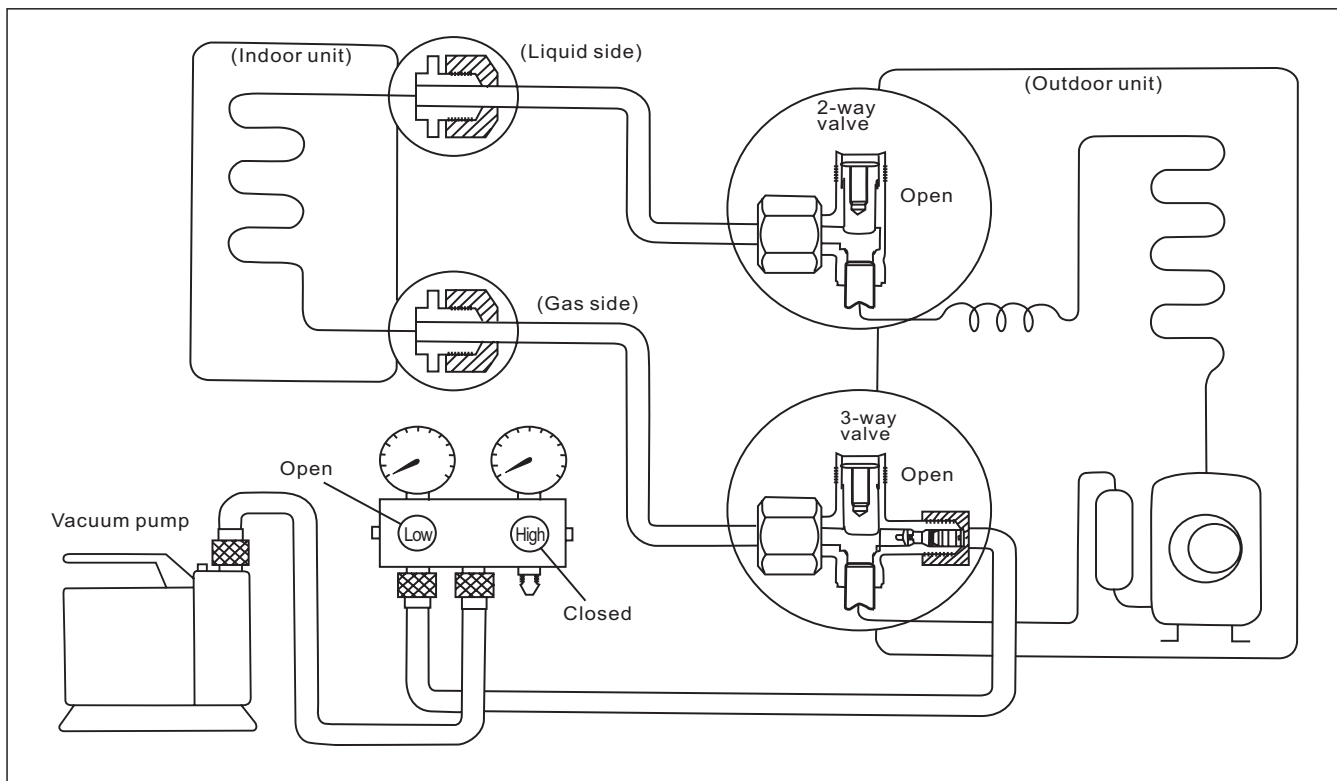 (Indoor unit)
(Liquid side)
(Outdoor unit)
2-way
valve
Open
(Gas side)
3-way
valve
Open
Open
Vacuum pump
Low
High
Closed